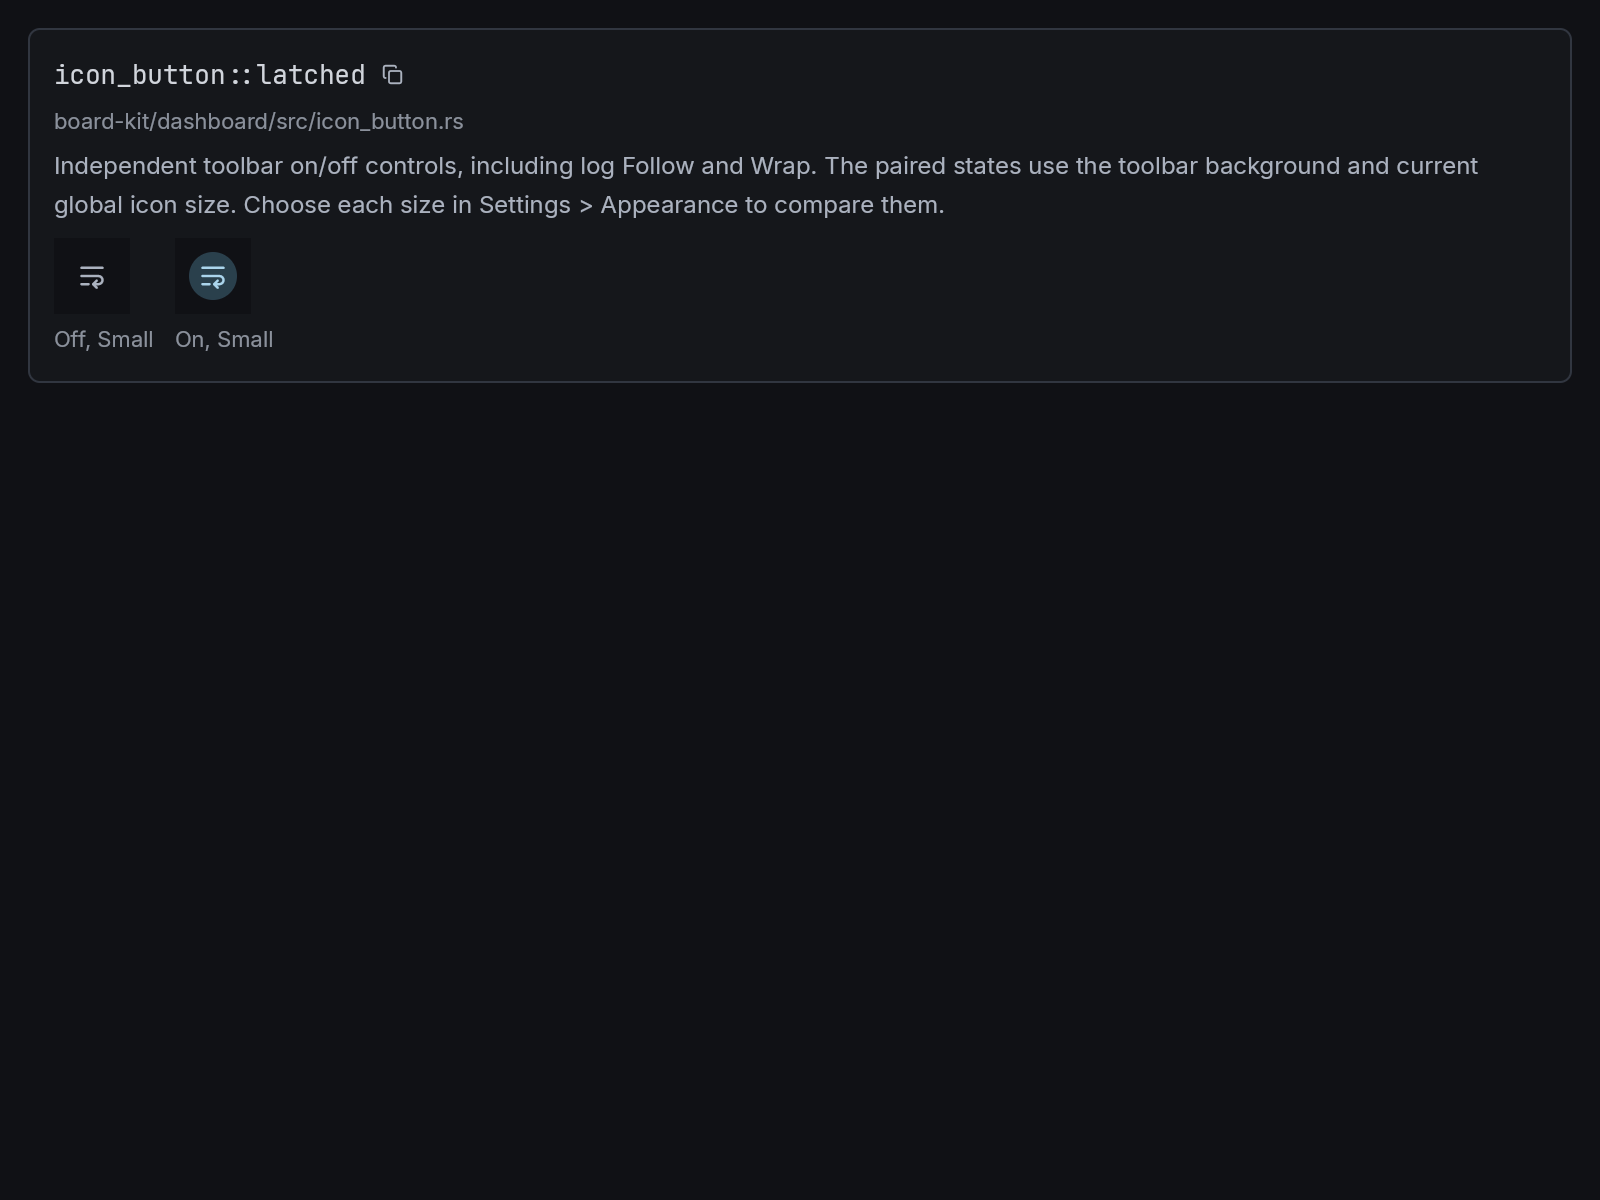 icon_button::latched
board-kit/dashboard/src/icon_button.rs
Independent toolbar on/off controls, including log Follow and Wrap. The paired states use the toolbar background and current
global icon size. Choose each size in Settings > Appearance to compare them.
Off, Small On, Small